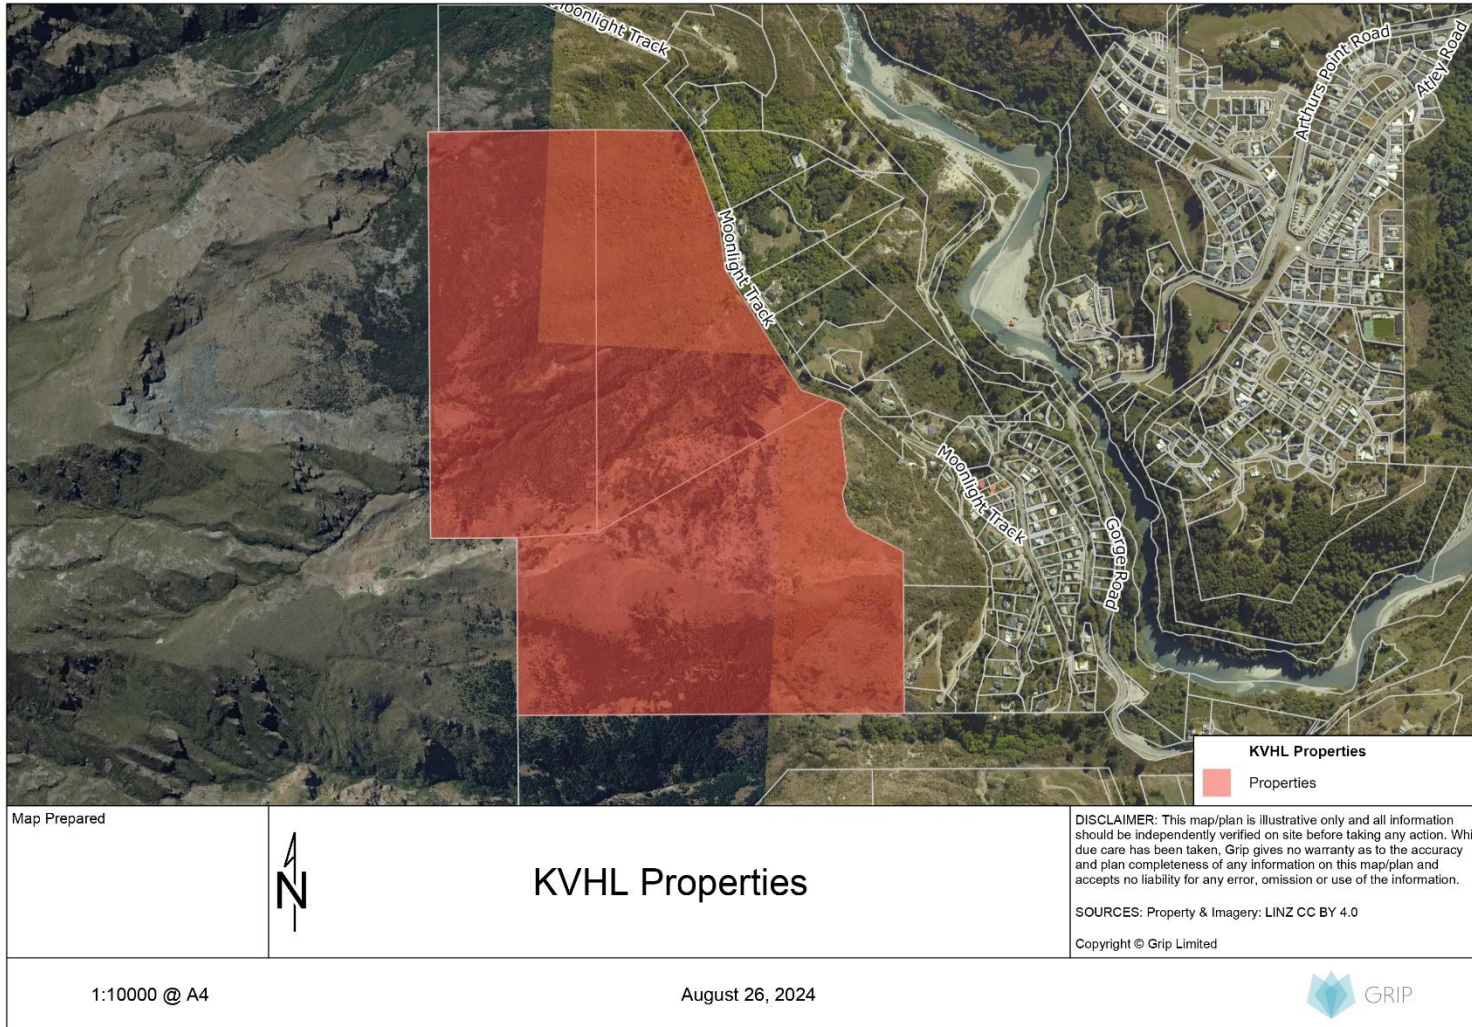 Moonlight Track
Arthurs Point Road
Atley Road
Moonlight Track
Moonlight Track
Gorge Road
KVHL Properties
Properties
Map Prepared
N
KVHL Properties
DISCLAIMER: This map/plan is illustrative only and all information
should be independently verified on site before taking any action. Whi
due care has been taken, Grip gives no warranty as to the accuracy
and plan completeness of any information on this map/plan and
accepts no liability for any error, omission or use of the information.
SOURCES: Property & Imagery: LINZ CC BY 4.0
Copyright © Grip Limited
1:10000 @ A4
August 26, 2024
GRIP